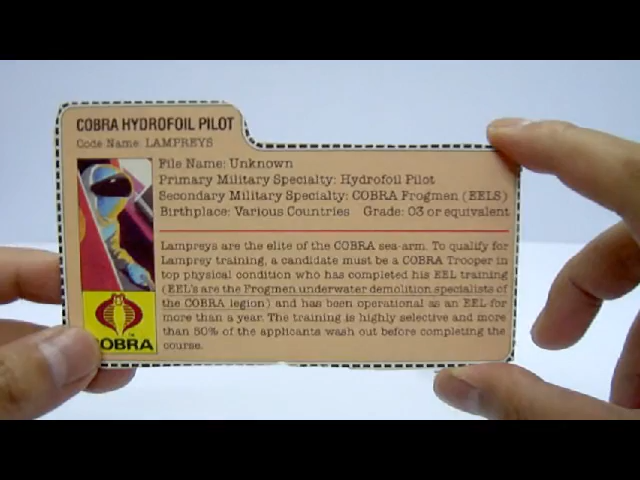 COBRA HYDROFOIL PILOT
Code Name: LAMPREYS
File Name: Unknown
Primary Military Specialty: Hydrofoil Pilot
Secondary Military Specialty: COBRA Frogmen (EELS)
Birthplace: Various Countries Grade: 03 or equivalent
Lampreys are the elite of the COBRA sea-arm. To qualify for
Lamprey training, a candidate must be a COBRA Trooper in
top physical condition who has completed his EEL training
(EEL's are the Frogmen underwater demolition specialists of
the COBRA legion) and has been operational as an EEL for
more than a year. The training is highly selective and more
than 50% of the applicants wash out before completing the
course.
COBRA